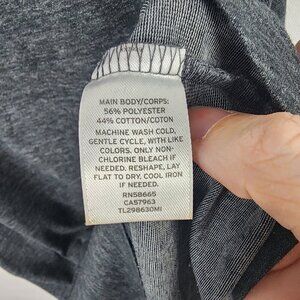 MAIN BODY/CORPS:
56% POLYESTER
44% COTTON/COTON
MACHINE WASH COLD,
GENTLE CYCLE, WITH LIKE
COLORS. ONLY NON-
CHLORINE BLEACH IF
NEEDED. RESHAPE, LAY
FLAT TO DRY. COOL IRON
IF NEEDED.
RN58665
CA57963
TL298630MI